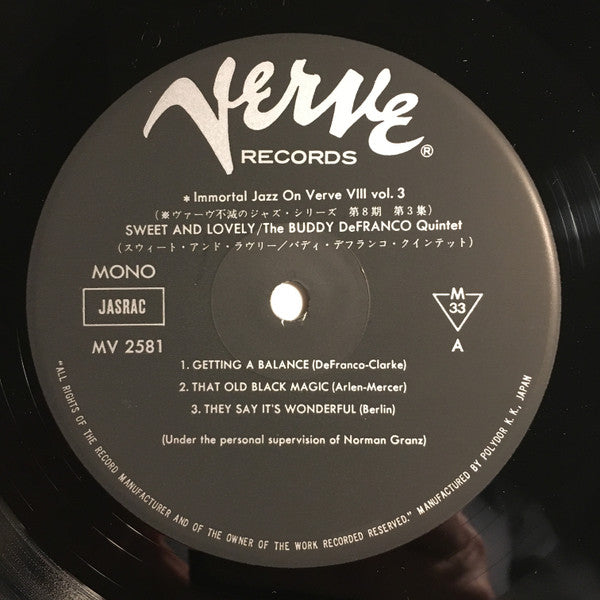 Verve
RECORDS ®
* Immortal Jazz On Verve VIII vol. 3
(※ヴァーヴ不滅のジャズ・シリーズ 第8期 第3集)
SWEET AND LOVELY/The BUDDY DeFRANCO Quintet
(スウィート・アンド・ラヴリー/バディ・デフランコ・クインテット)
MONO
JASRAC
MV 2581
M
33
A
1. GETTING A BALANCE (DeFranco-Clarke)
2. THAT OLD BLACK MAGIC (Arlen-Mercer)
3. THEY SAY IT'S WONDERFUL (Berlin)
(Under the personal supervision of Norman Granz)
"ALL RIGHTS OF THE RECORD MANUFACTURER AND OF THE OWNER OF THE WORK RECORDED RESERVED." MANUFACTURED BY POLYDOR K.K., JAPAN